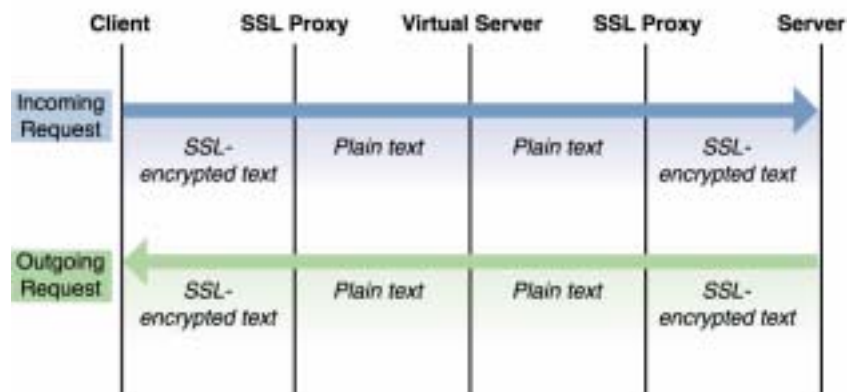 Client SSL Proxy Virtual Server SSL Proxy Server
Incoming
Request
SSL- Plain text Plain text SSL-
encrypted text encrypted text
Outgoing
Request
SSL- Plain text Plain text SSL-
encrypted text encrypted text